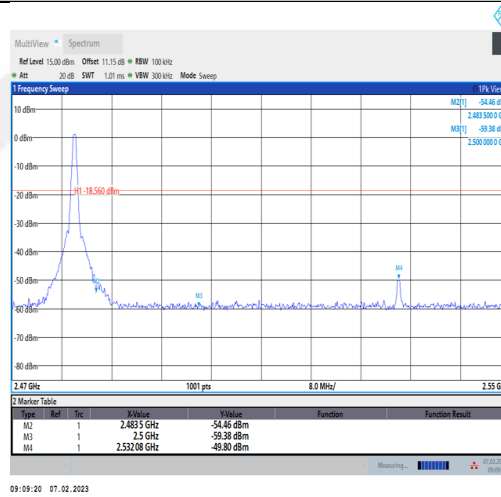 MultiView Spectrum
Ref Level 15.00 dBm Offset 11.15 dB RBW 100 kHz
Att 20 dB SWT 1.01 ms VBW 300 kHz Mode Sweep
1 Frequency Sweep 1Pk View
M2[1] -54.46 d
2.483 500 0 G
M3[1] -59.38 d
2.500 000 0 G
10 dBm
0 dBm
-10 dBm
H1 -18.560 dBm
-20 dBm
-30 dBm
-40 dBm
M4
-50 dBm
M2
M3
-60 dBm
-70 dBm
-80 dBm
2.47 GHz 1001 pts 8.0 MHz/ 2.55 G
2 Marker Table
Type Ref Trc X-Value Y-Value Function Function Result
M2 1 2.483 5 GHz -54.46 dBm
M3 1 2.5 GHz -59.38 dBm
M4 1 2.532 08 GHz -49.80 dBm
Measuring... 07.02.20
09:09
09:09:20 07.02.2023